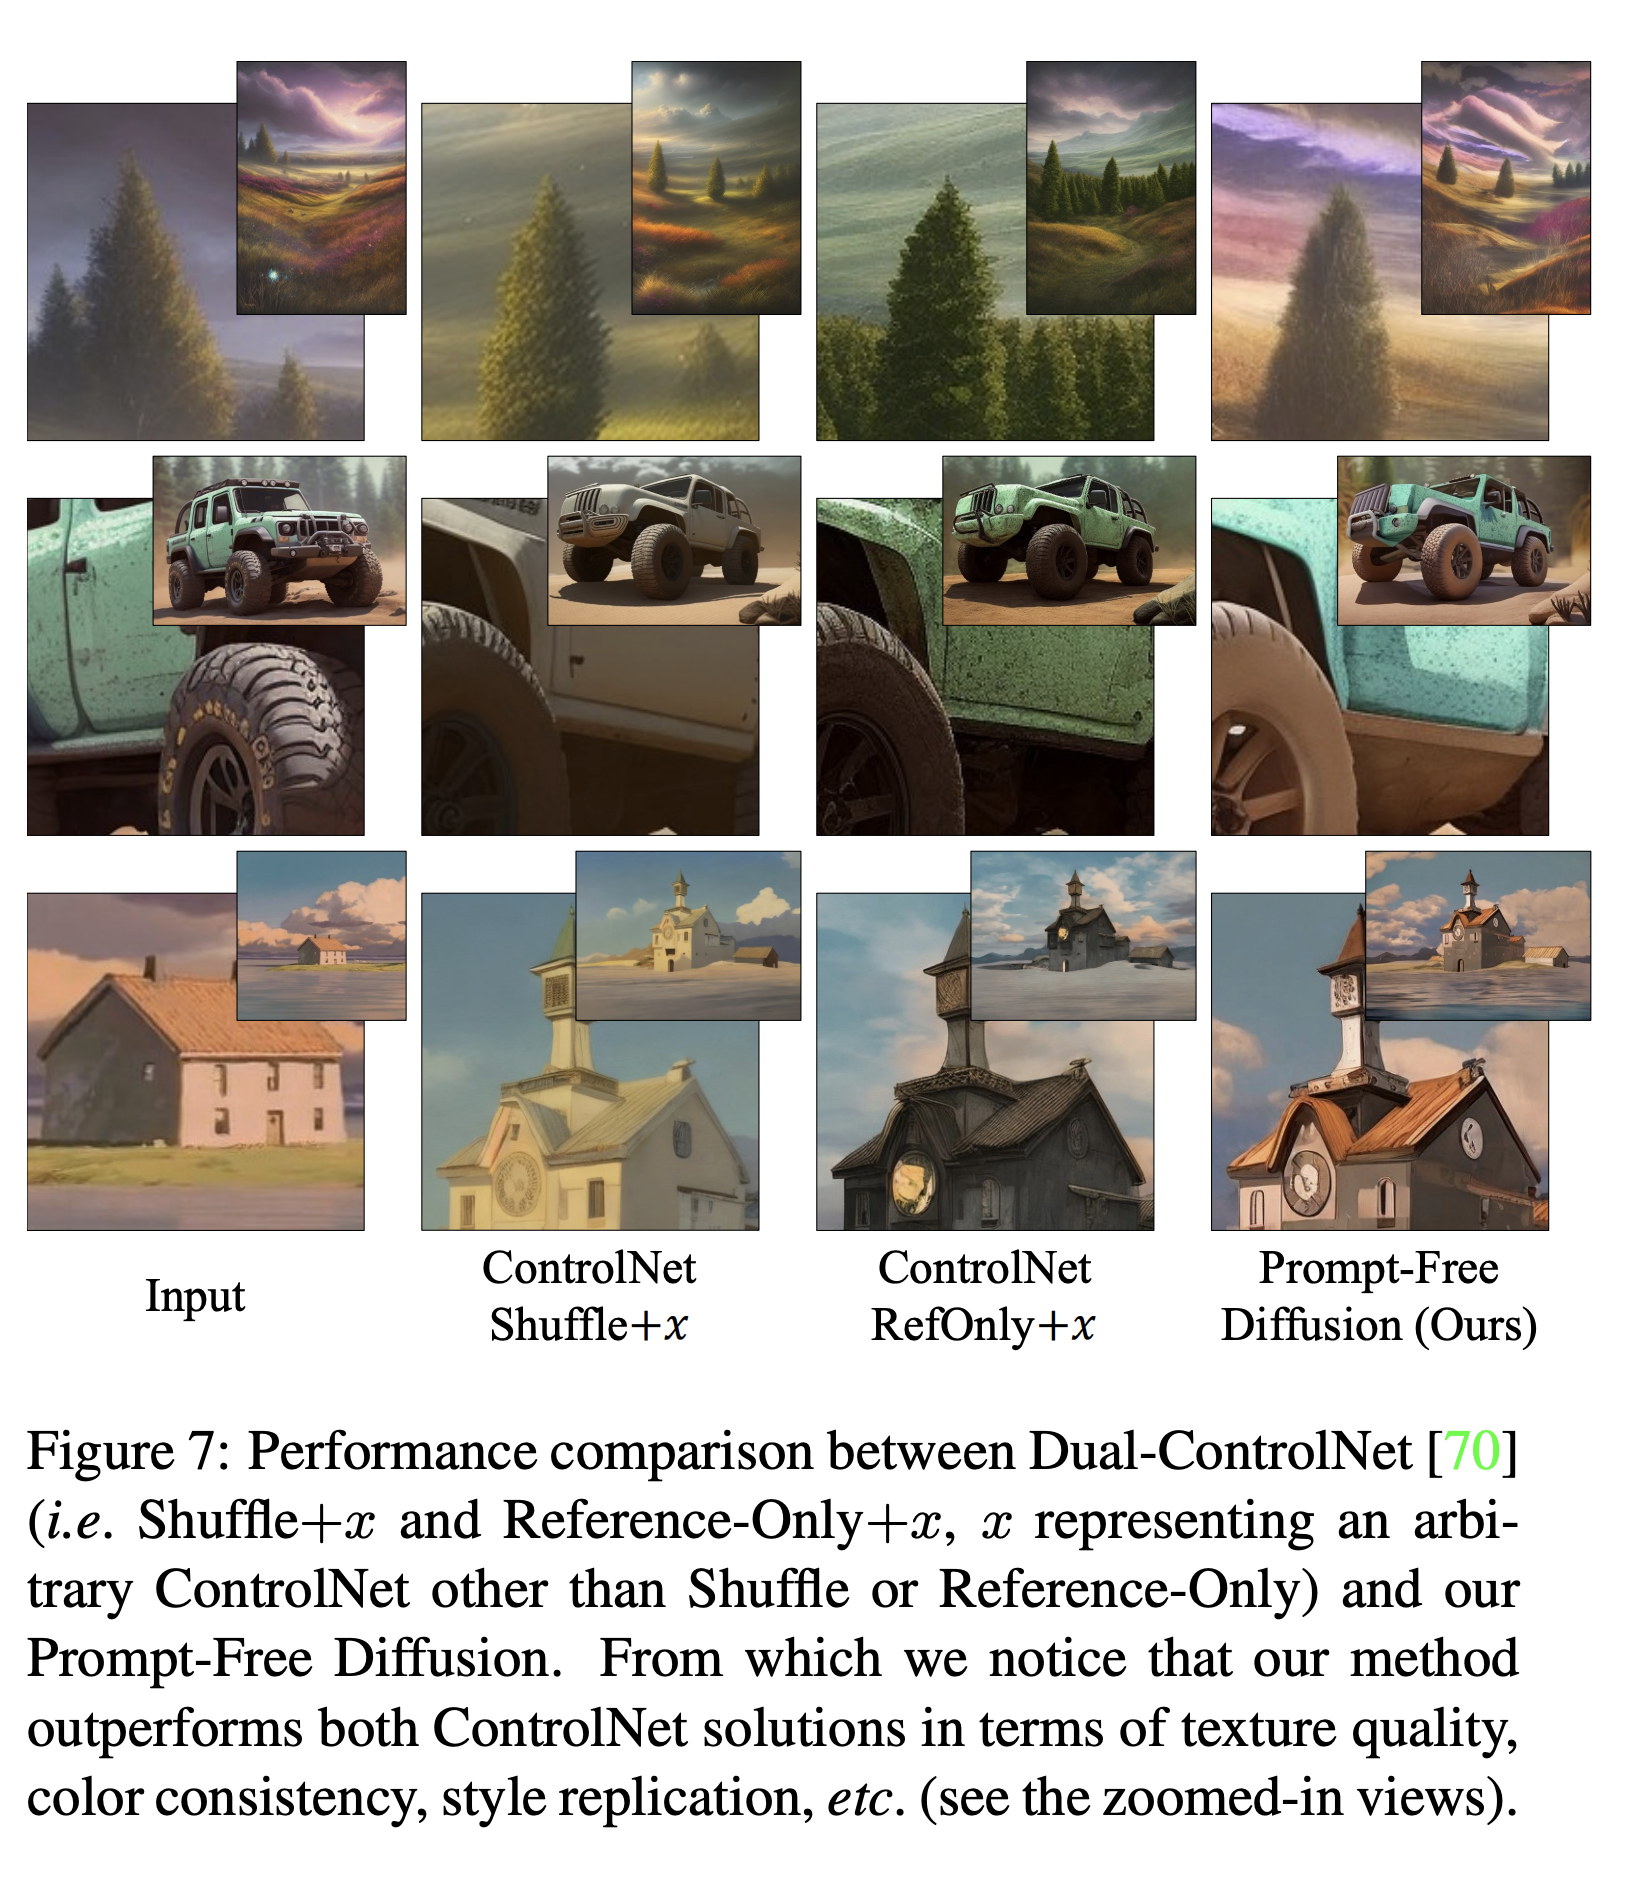 Input
ControlNet
Shuffle+x
ControlNet
RefOnly+x
Prompt-Free
Diffusion (Ours)
Figure 7: Performance comparison between Dual-ControlNet [70]
(i.e. Shuffle+x and Reference-Only+x, x representing an arbi-
trary ControlNet other than Shuffle or Reference-Only) and our
Prompt-Free Diffusion. From which we notice that our method
outperforms both ControlNet solutions in terms of texture quality,
color consistency, style replication, etc. (see the zoomed-in views).